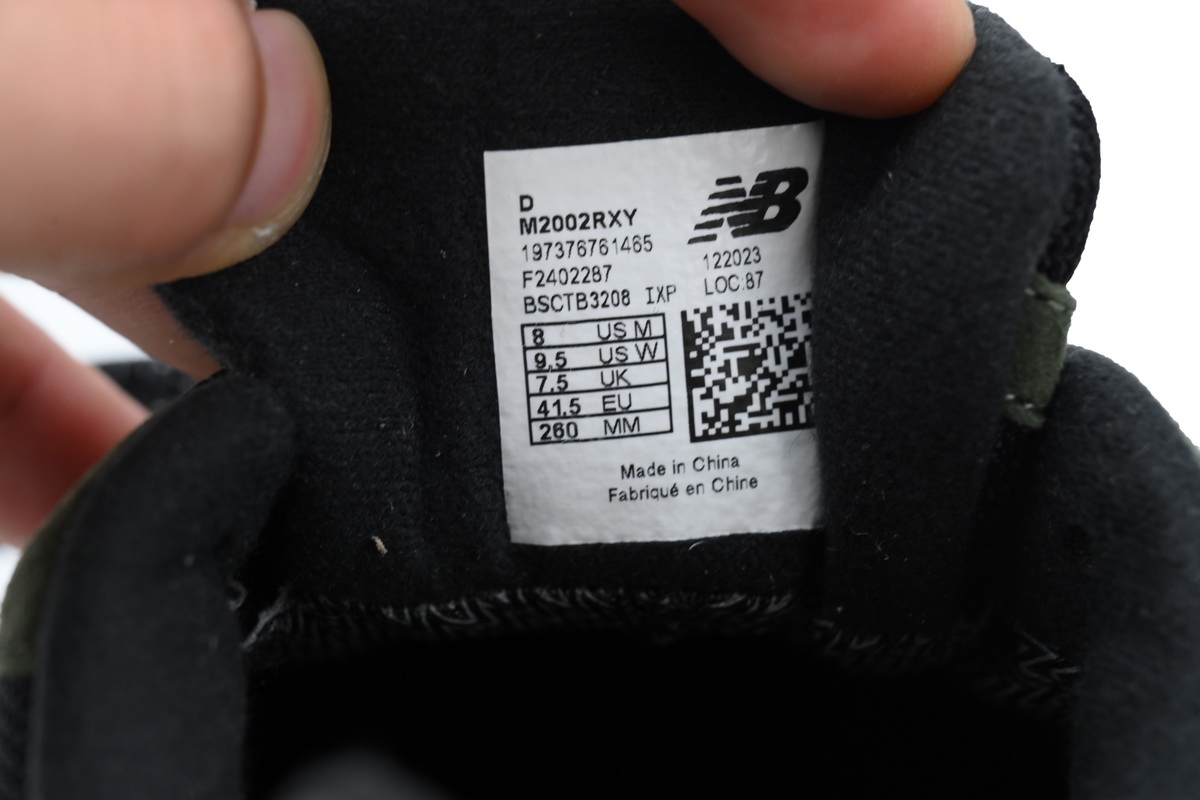 D
M2002RXY
197376761465
F2402287
BSCTB3208 IXP
NB
122023
LOC:87
8 US M
9.5 US W
7.5 UK
41.5 EU
260 MM
Made in China
Fabriqué en Chine